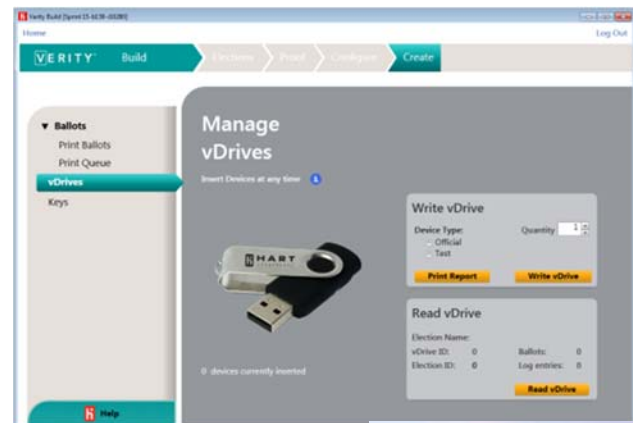 Home
Log Out
VERITY Build
Elections Proof Configure Create
Ballots
Print Ballots
Print Queue
vDrives
Keys
Manage
vDrives
Insert Devices at any time
HART
0 devices currently inserted
Write vDrive
Device Type:
Quantity 1
Official
Test
Print Report
Write vDrive
Read vDrive
Election Name:
vDrive ID: 0
Ballots: 0
Election ID: 0
Log entries: 0
Read vDrive
Help